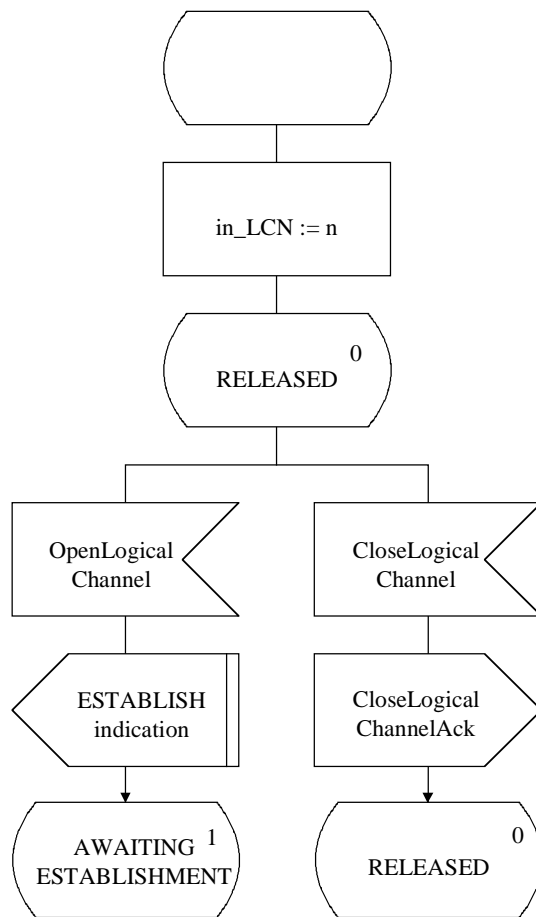 in_LCN := n
0
RELEASED
OpenLogical
Channel
CloseLogical
Channel
ESTABLISH
indication
CloseLogical
ChannelAck
1
AWAITING
ESTABLISHMENT
0
RELEASED